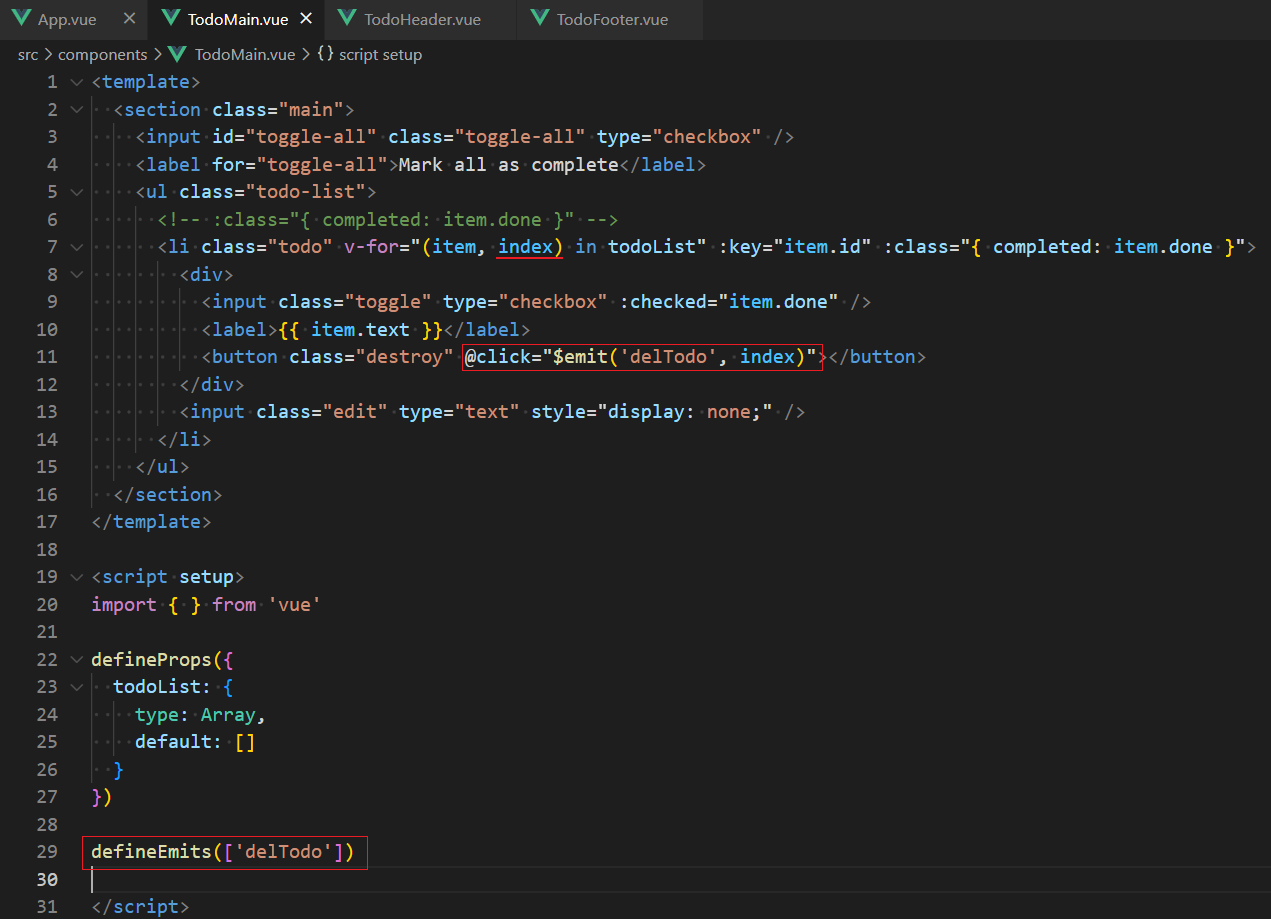 App.vue TodoMain.vue TodoHeader.vue TodoFooter.vue
src > components > TodoMain.vue > {} script setup
1 <template>
2 <section class="main">
3 <input id="toggle-all" class="toggle-all" type="checkbox" />
4 <label for="toggle-all">Mark all as complete</label>
5 <ul class="todo-list">
6 <!-- :class="{ completed: item.done }" -->
7 <li class="todo" v-for="(item, index) in todoList" :key="item.id" :class="{ completed: item.done }">
8 <div>
9 <input class="toggle" type="checkbox" :checked="item.done" />
10 <label>{{ item.text }}</label>
11 <button class="destroy" @click="$emit('delTodo', index)"></button>
12 </div>
13 <input class="edit" type="text" style="display: none;" />
14 </li>
15 </ul>
16 </section>
17 </template>
18
19 <script setup>
20 import { } from 'vue'
21
22 defineProps({
23 todoList: {
24 type: Array,
25 default: []
26 }
27 })
28
29 defineEmits(['delTodo'])
30
31 </script>